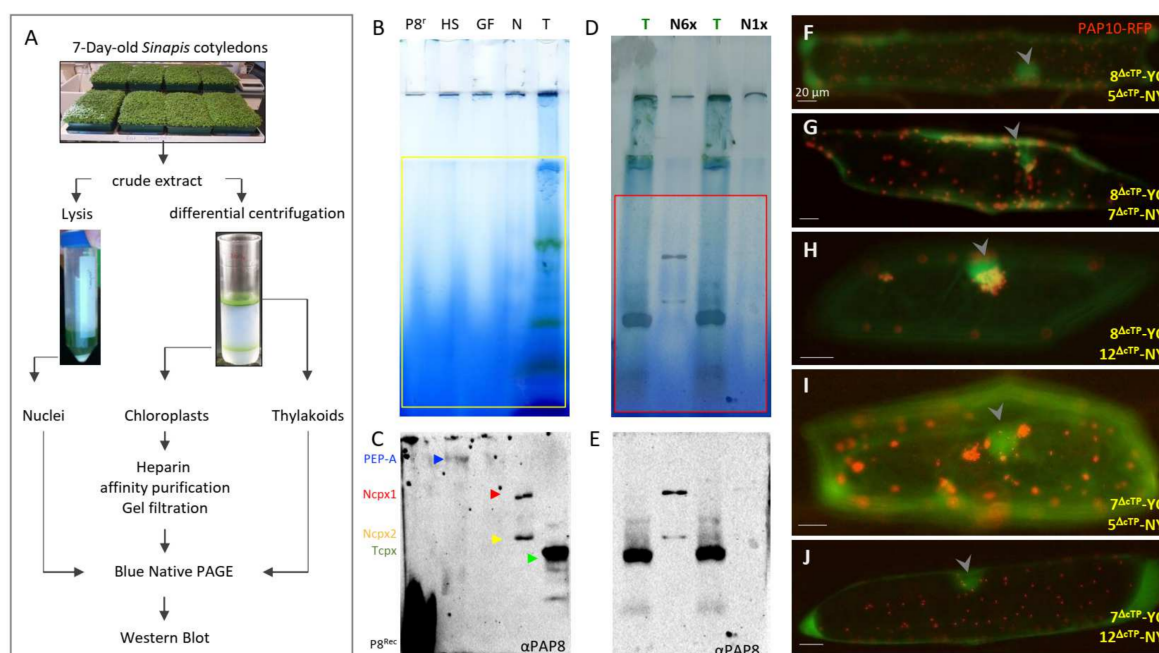 A
7-Day-old Sinapis cotyledons
crude extract
Lysis
differential centrifugation
Nuclei
Chloroplasts
Thylakoids
Heparin
affinity purification
Gel filtration
Blue Native PAGE
Western Blot
B
P8ʳ HS GF N T
C
PEP-A
Ncpx1
Ncpx2
Tcpx
P8ᴿᵉᶜ
αPAP8
D
T N6x T N1x
E
αPAP8
F
PAP10-RFP
20 μm
8ΔcTP-YC
5ΔcTP-NY
G
8ΔcTP-YC
7ΔcTP-NY
H
8ΔcTP-YC
12ΔcTP-NY
I
7ΔcTP-YC
5ΔcTP-NY
J
7ΔcTP-YC
12ΔcTP-NY